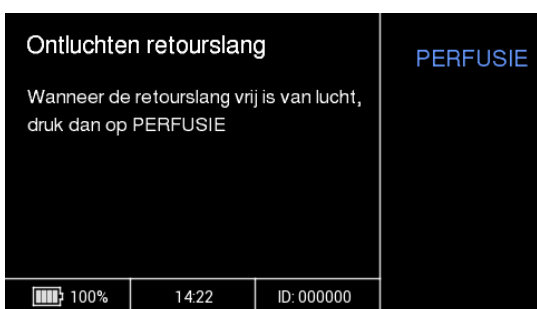 Ontluchten retourslang
PERFUSIE
Wanneer de retourslang vrij is van lucht,
druk dan op PERFUSIE
100%
14:22
ID: 000000